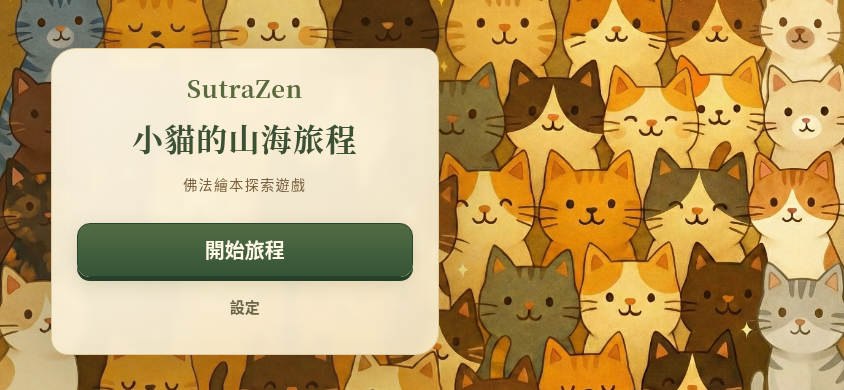 SutraZen
小貓的山海旅程
佛法繪本探索遊戲
開始旅程
設定